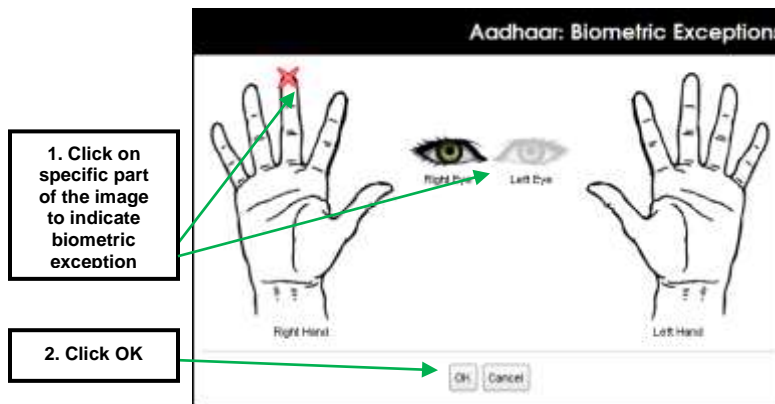 Aadhaar: Biometric Exceptions
1. Click on
specific part
of the image
to indicate
biometric
exception
Right Eye
Left Eye
Right Hand
Left Hand
2. Click OK
OK
Cancel